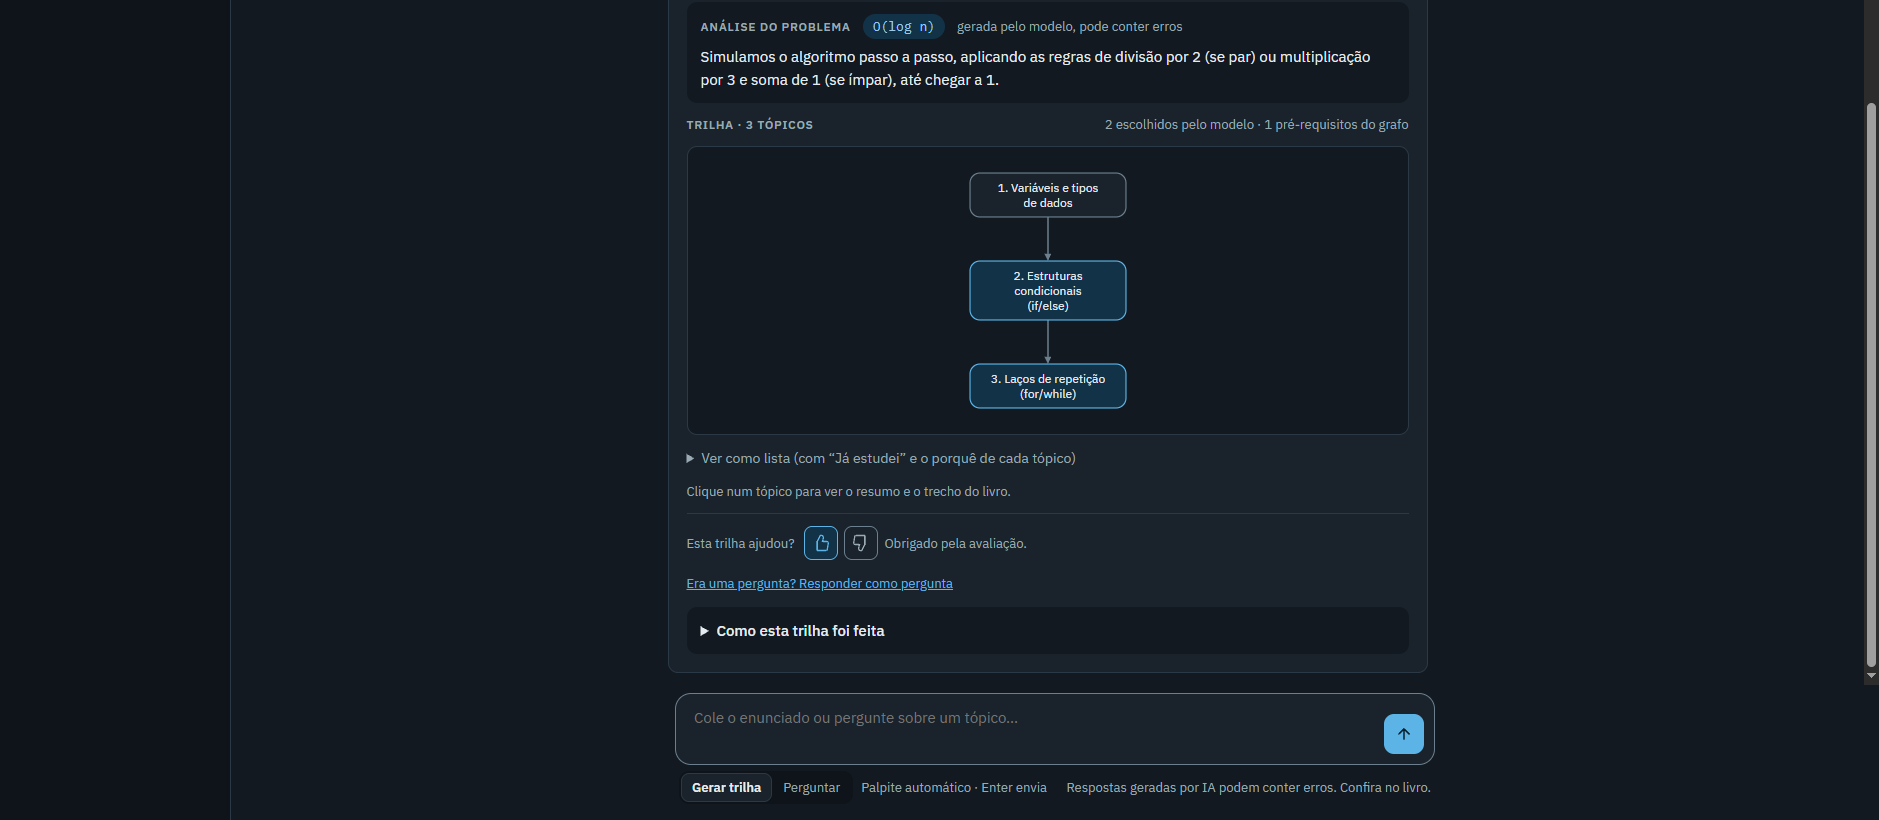 ANÁLISE DO PROBLEMA O(log n) gerada pelo modelo, pode conter erros
Simulamos o algoritmo passo a passo, aplicando as regras de divisão por 2 (se par) ou multiplicação
por 3 e soma de 1 (se ímpar), até chegar a 1.
TRILHA · 3 TÓPICOS 2 escolhidos pelo modelo · 1 pré-requisitos do grafo
1. Variáveis e tipos
de dados
2. Estruturas
condicionais
(if/else)
3. Laços de repetição
(for/while)
Ver como lista (com “Já estudei” e o porquê de cada tópico)
Clique num tópico para ver o resumo e o trecho do livro.
Esta trilha ajudou? Obrigado pela avaliação.
Era uma pergunta? Responder como pergunta
Como esta trilha foi feita
Cole o enunciado ou pergunte sobre um tópico...
Gerar trilha Perguntar Palpite automático · Enter envia Respostas geradas por IA podem conter erros. Confira no livro.